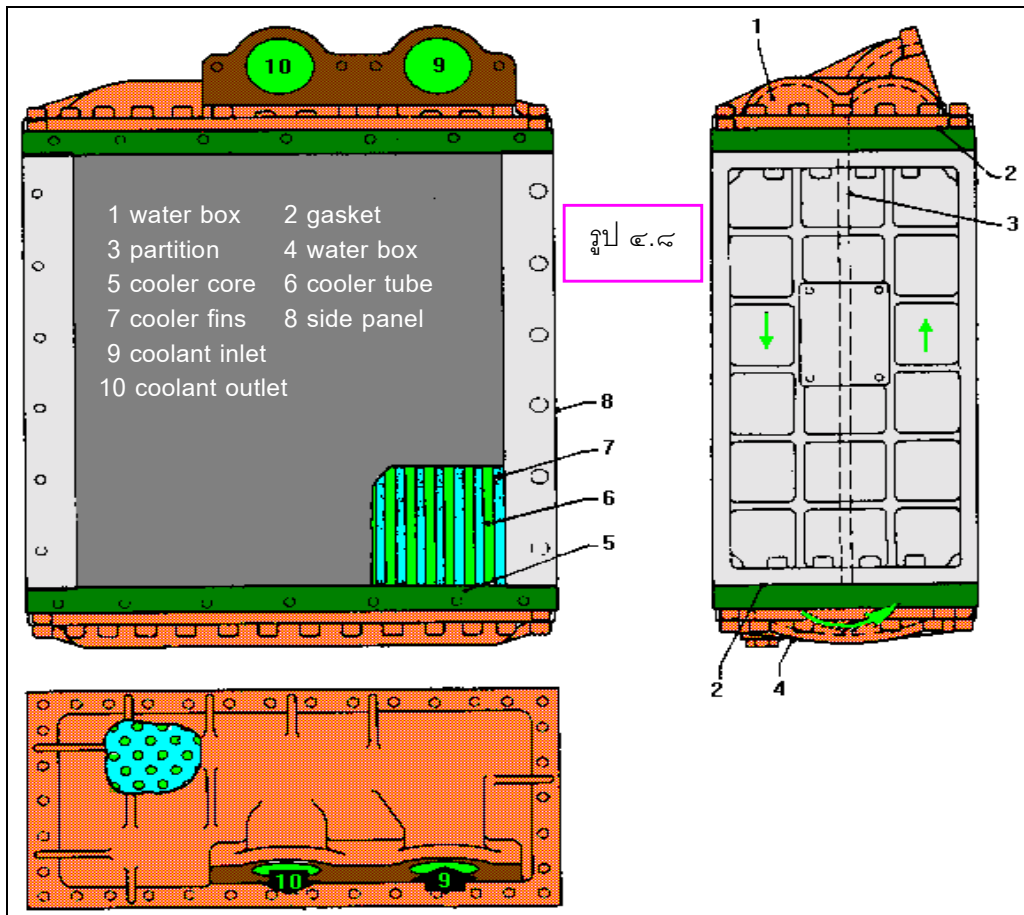 10 9
1
2
3
1 water box 2 gasket
3 partition 4 water box
5 cooler core 6 cooler tube
7 cooler fins 8 side panel
9 coolant inlet
10 coolant outlet
รูป ๔.๘
8
7
6
5
2 4
10 9